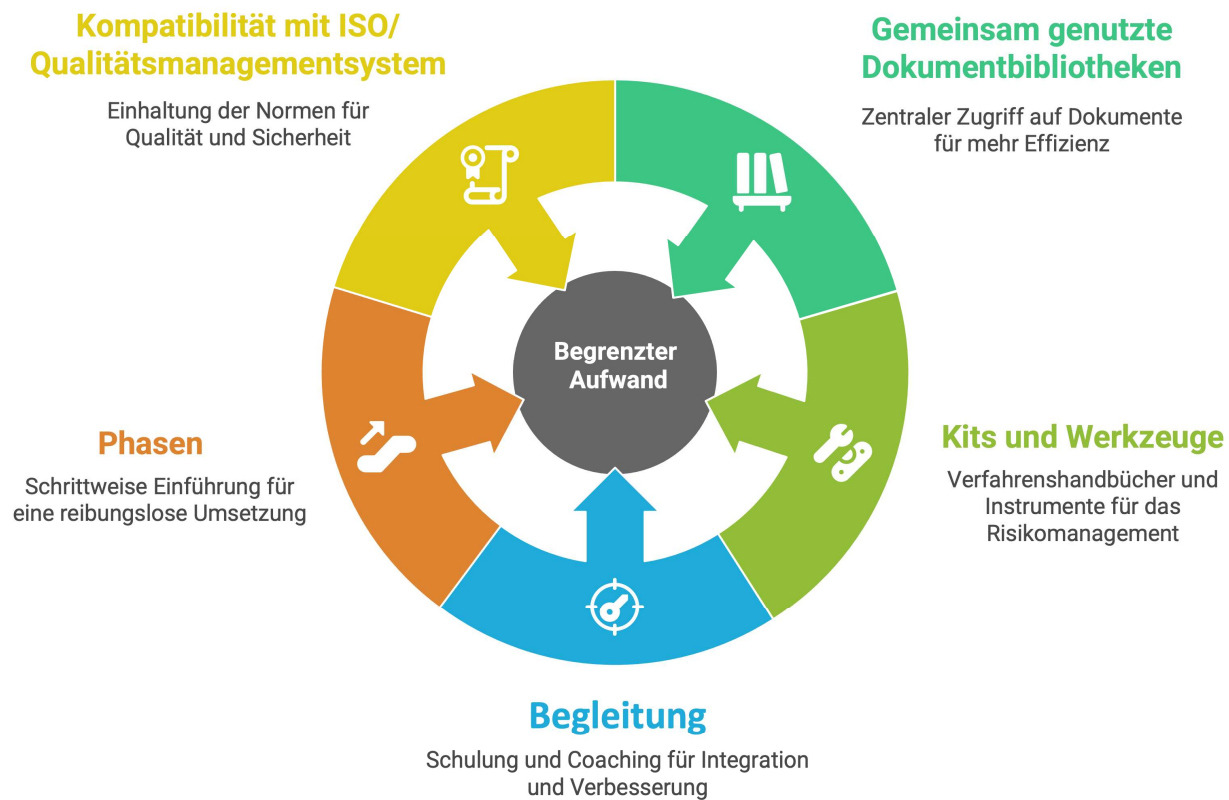 Kompatibilität mit ISO/
Qualitätsmanagementsystem
Einhaltung der Normen für
Qualität und Sicherheit
Gemeinsam genutzte
Dokumentbibliotheken
Zentraler Zugriff auf Dokumente
für mehr Effizienz
Begrenzter
Aufwand
Phasen
Schrittweise Einführung für
eine reibungslose Umsetzung
Kits und Werkzeuge
Verfahrenshandbücher und
Instrumente für das
Risikomanagement
Begleitung
Schulung und Coaching für Integration
und Verbesserung